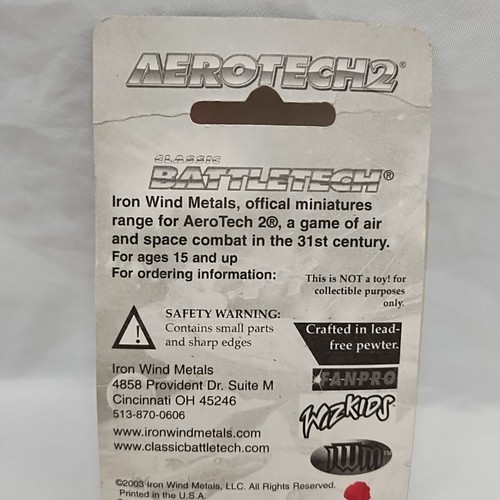 AEROTECH2®
CLASSIC
BATTLETECH®
Iron Wind Metals, offical miniatures
range for AeroTech 2®, a game of air
and space combat in the 31st century.
For ages 15 and up
For ordering information:
This is NOT a toy! for
collectible purposes
only.
SAFETY WARNING:
Contains small parts
and sharp edges
!
Crafted in lead-
free pewter.
Iron Wind Metals
4858 Provident Dr. Suite M
Cincinnati OH 45246
513-870-0606
FANPRO
WIZKIDS
www.ironwindmetals.com
www.classicbattletech.com
IWM™
©2003 Iron Wind Metals, LLC. All Rights Reserved.
Printed in the U.S.A.